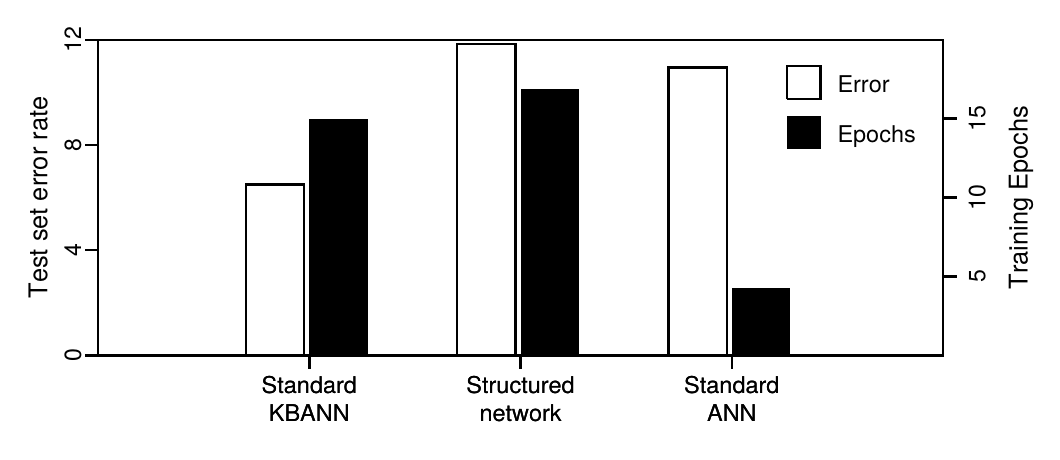 12
8
4
0
Test set error rate
Error
Epochs
15
10
5
Training Epochs
Standard
KBANN
Structured
network
Standard
ANN